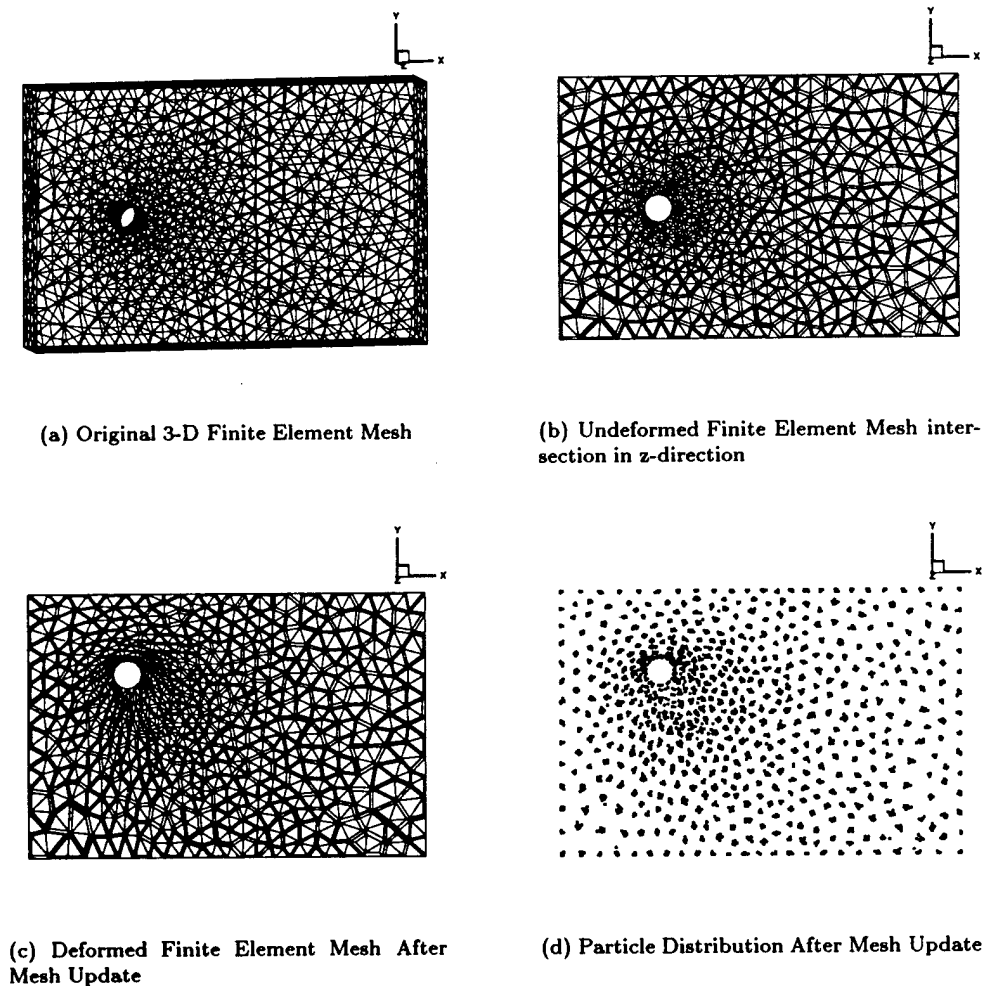 Y
X
Z
Y
X
Z
(a) Original 3-D Finite Element Mesh
(b) Undeformed Finite Element Mesh inter-
section in z-direction
Y
X
Z
Y
X
Z
(c) Deformed Finite Element Mesh After
Mesh Update
(d) Particle Distribution After Mesh Update